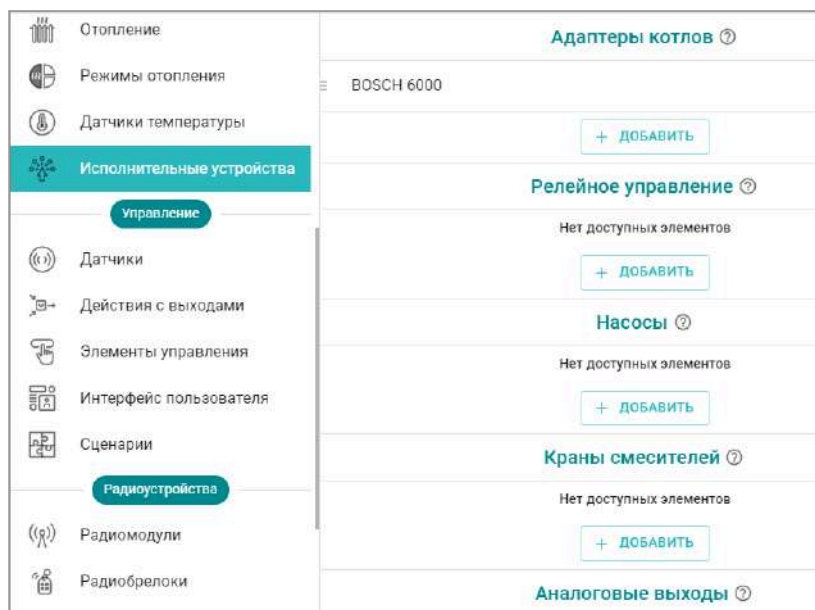 Отопление
Режимы отопления
Датчики температуры
Исполнительные устройства
Управление
Датчики
Действия с выходами
Элементы управления
Интерфейс пользователя
Сценарии
Радиоустройства
Радиомодули
Радиобрелоки
Адаптеры котлов ?
BOSCH 6000
+ ДОБАВИТЬ
Релейное управление ?
Нет доступных элементов
+ ДОБАВИТЬ
Насосы ?
Нет доступных элементов
+ ДОБАВИТЬ
Краны смесителей ?
Нет доступных элементов
+ ДОБАВИТЬ
Аналоговые выходы ?